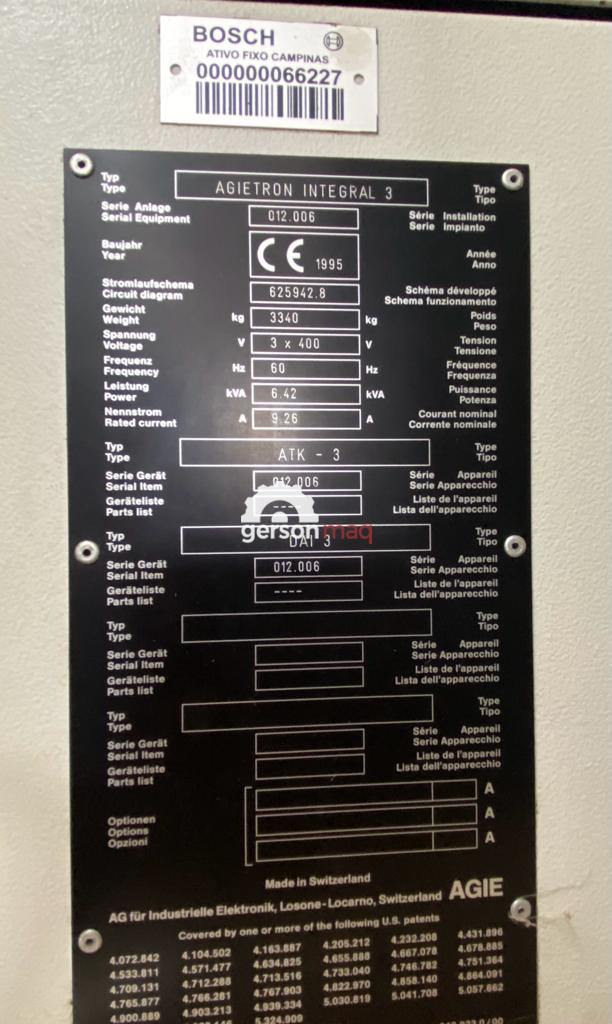 BOSCH
ATIVO FIXO CAMPINAS
000000066227
Typ
Type
AGIETRON INTEGRAL 3
Type
Tipo
Serie Anlage
Serial Equipment
012.006
Série Installation
Serie Impianto
Baujahr
Year
CE 1995
Année
Anno
Stromlaufschema
Circuit diagram
625942.8
Schéma développé
Schema funzionamento
Gewicht
Weight
kg 3340 kg
Poids
Peso
Spannung
Voltage
V 3 x 400 V
Tension
Tensione
Frequenz
Frequency
Hz 60 Hz
Fréquence
Frequenza
Leistung
Power
kVA 6.42 kVA
Puissance
Potenza
Nennstrom
Rated current
A 9.26 A
Courant nominal
Corrente nominale
Typ
Type
ATK - 3
Type
Tipo
Serie Gerät
Serial Item
012.006
Série Appareil
Serie Apparecchio
Geräteliste
Parts list
----
Liste de l'appareil
Lista dell'apparecchio
gersonmaq
Typ
Type
DAI 3
Type
Tipo
Serie Gerät
Serial Item
012.006
Série Appareil
Serie Apparecchio
Geräteliste
Parts list
----
Liste de l'appareil
Lista dell'apparecchio
Typ
Type
Type
Tipo
Serie Gerät
Serial Item
Série Appareil
Serie Apparecchio
Geräteliste
Parts list
Liste de l'appareil
Lista dell'apparecchio
Typ
Type
Type
Tipo
Serie Gerät
Serial Item
Série Appareil
Serie Apparecchio
Geräteliste
Parts list
Liste de l'appareil
Lista dell'apparecchio
Optionen
Options
Opzioni
A
A
A
Made in Switzerland
AG für Industrielle Elektronik, Losone-Locarno, Switzerland AGIE
Covered by one or more of the following U.S. patents
4.072.842 4.104.502 4.163.887 4.205.212 4.232.208 4.431.896
4.533.811 4.571.477 4.634.825 4.655.888 4.667.078 4.678.885
4.709.131 4.712.288 4.713.516 4.733.040 4.746.782 4.751.364
4.765.877 4.766.281 4.767.903 4.822.970 4.858.140 4.864.091
4.900.889 4.903.213 4.939.334 5.030.819 5.041.708 5.057.662
5.324.909